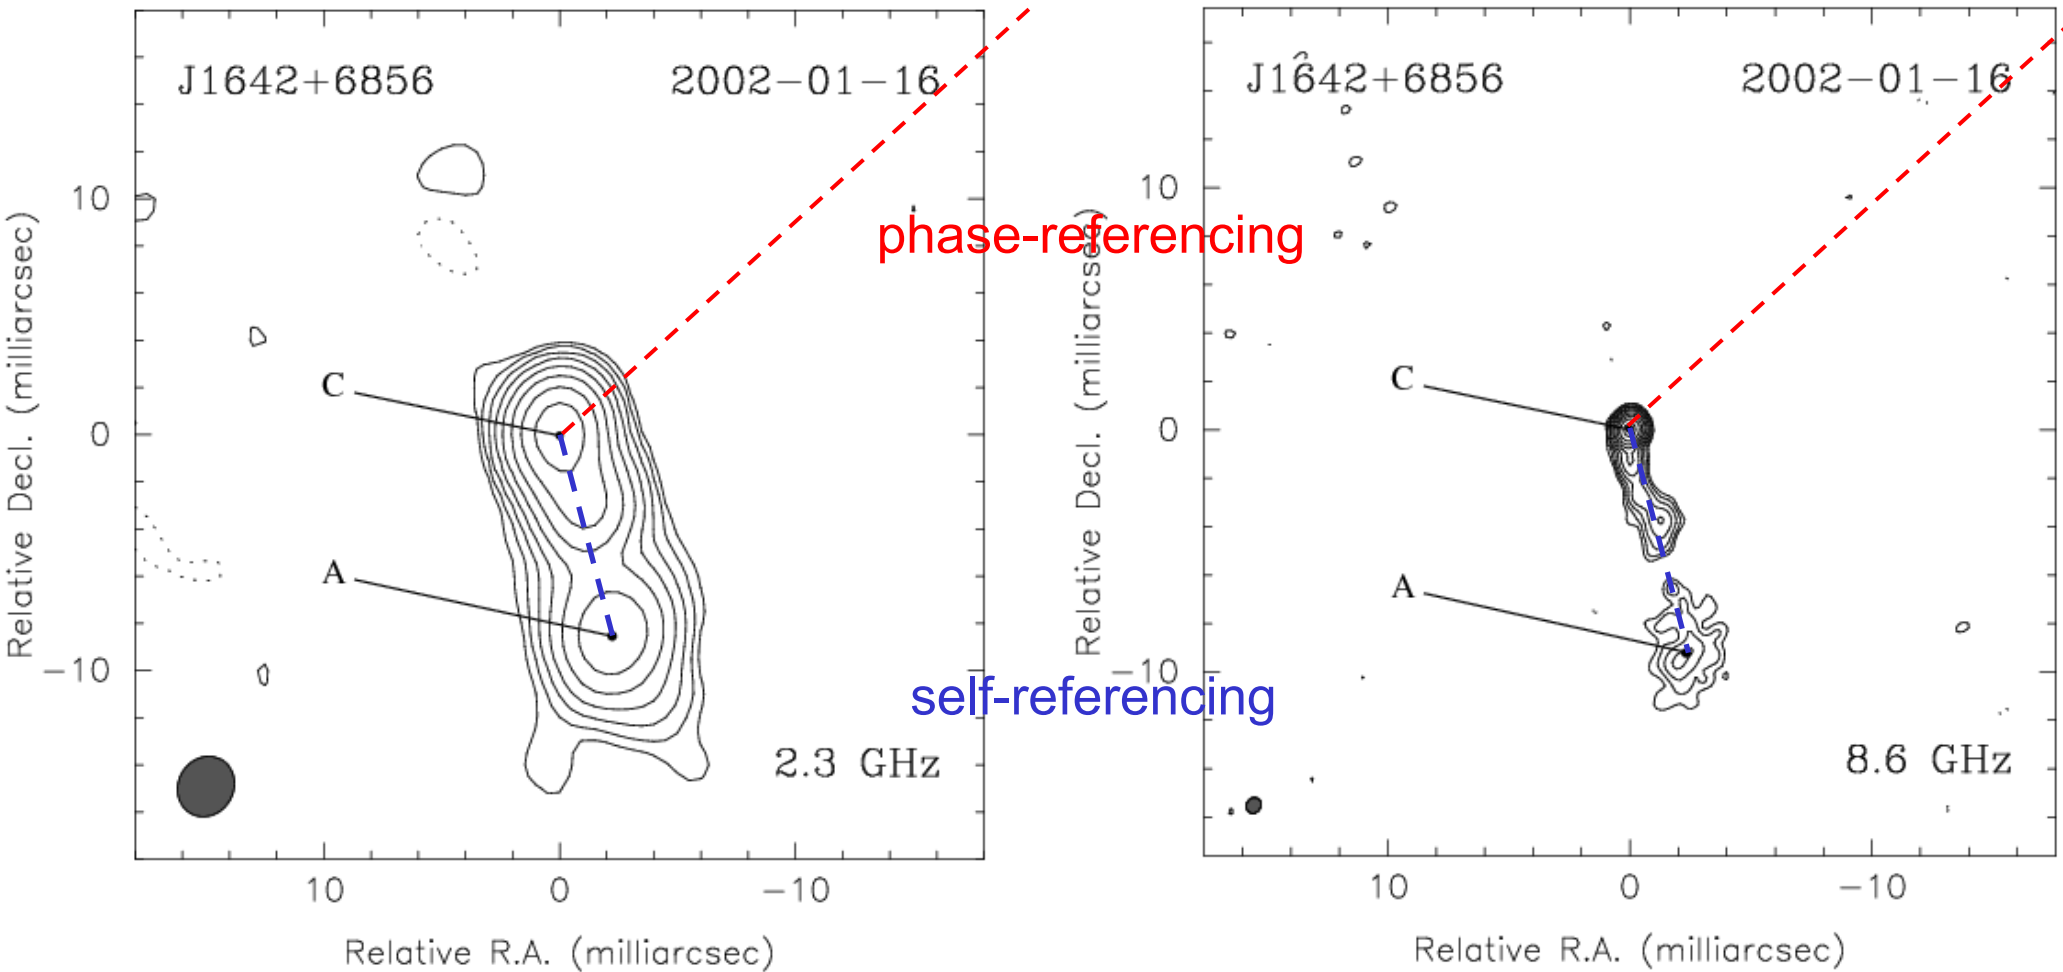 J1642+6856
2002-01-16
10
0
-10
C
A
2.3 GHz
10
0
-10
Relative R.A. (milliarcsec)
Relative Decl. (milliarcsec)
phase-referencing
self-referencing
J1642+6856
2002-01-16
10
0
-10
C
A
8.6 GHz
10
0
-10
Relative R.A. (milliarcsec)
Relative Decl. (milliarcsec)